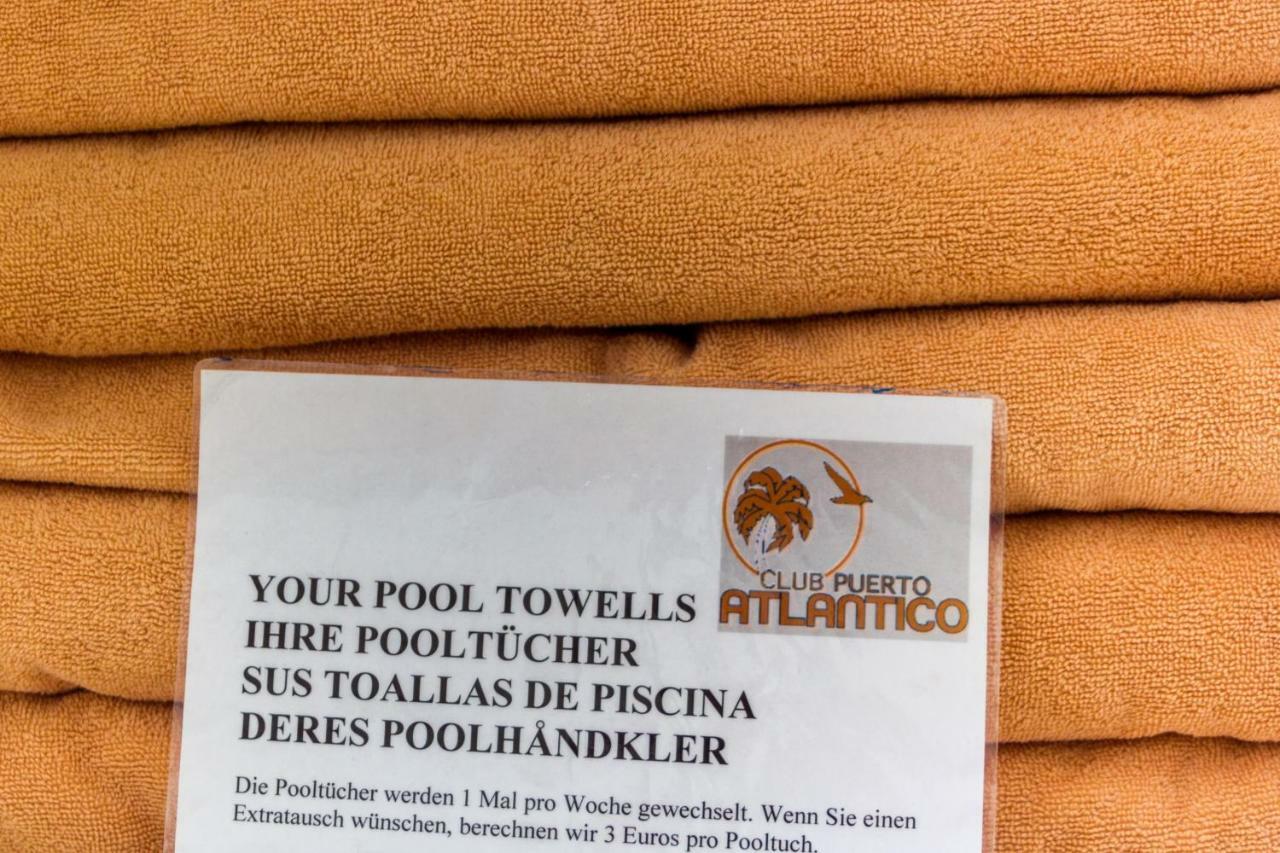 CLUB PUERTO
ATLANTICO
YOUR POOL TOWELLS
IHRE POOLTÜCHER
SUS TOALLAS DE PISCINA
DERES POOLHÅNDKLER
Die Pooltücher werden 1 Mal pro Woche gewechselt. Wenn Sie einen
Extratausch wünschen, berechnen wir 3 Euros pro Pooltuch.